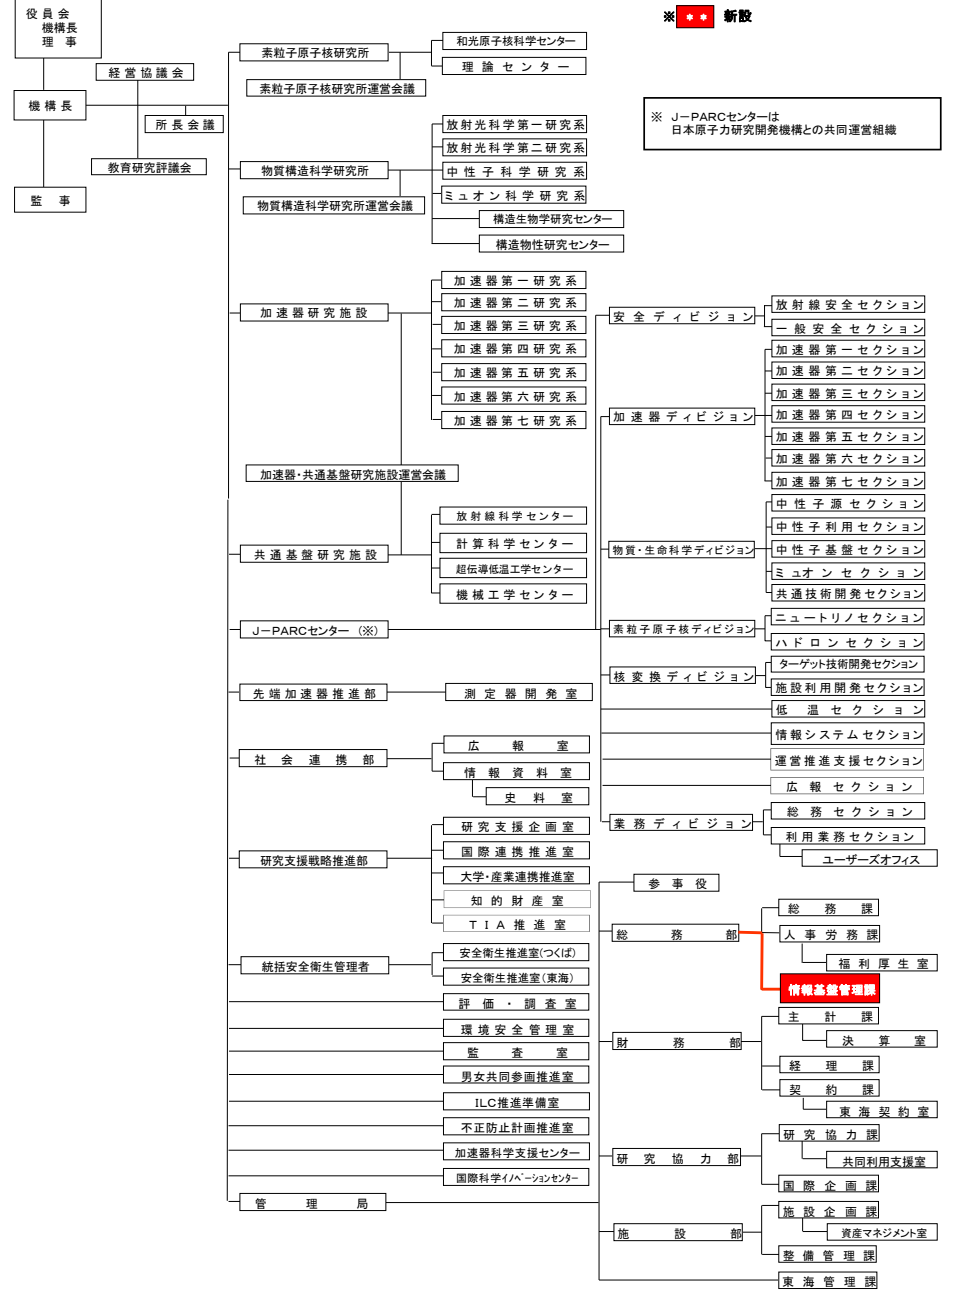 役員会
機構長
理　事
※ ＊＊ 新設
経営協議会
機構長
所長会議
教育研究評議会
監　事
※　J－PARCセンターは
日本原子力研究開発機構との共同運営組織
素粒子原子核研究所
和光原子核科学センター
理論センター
素粒子原子核研究所運営会議
物質構造科学研究所
放射光科学第一研究系
放射光科学第二研究系
中性子科学研究系
ミュオン科学研究系
物質構造科学研究所運営会議
構造生物学研究センター
構造物性研究センター
加速器研究施設
加速器第一研究系
加速器第二研究系
加速器第三研究系
加速器第四研究系
加速器第五研究系
加速器第六研究系
加速器第七研究系
加速器・共通基盤研究施設運営会議
共通基盤研究施設
放射線科学センター
計算科学センター
超伝導低温工学センター
機械工学センター
J－PARCセンター（※）
安全ディビジョン
放射線安全セクション
一般安全セクション
加速器ディビジョン
加速器第一セクション
加速器第二セクション
加速器第三セクション
加速器第四セクション
加速器第五セクション
加速器第六セクション
加速器第七セクション
物質・生命科学ディビジョン
中性子源セクション
中性子利用セクション
中性子基盤セクション
ミュオンセクション
共通技術開発セクション
素粒子原子核ディビジョン
ニュートリノセクション
ハドロンセクション
核変換ディビジョン
ターゲット技術開発セクション
施設利用開発セクション
低温セクション
情報システムセクション
運営推進支援セクション
広報セクション
業務ディビジョン
総務セクション
利用業務セクション
ユーザーズオフィス
先端加速器推進部
測定器開発室
社会連携部
広報室
情報資料室
史料室
研究支援戦略推進部
研究支援企画室
国際連携推進室
大学・産業連携推進室
知的財産室
TIA推進室
統括安全衛生管理者
安全衛生推進室(つくば)
安全衛生推進室(東海)
評価・調査室
環境安全管理室
監査室
男女共同参画推進室
ILC推進準備室
不正防止計画推進室
加速器科学支援センター
国際科学ｲﾉﾍﾞｰｼｮﾝｾﾝﾀｰ
管理局
参事役
総務部
総務課
人事労務課
福利厚生室
情報基盤管理課
財務部
主計課
決算室
経理課
契約課
東海契約室
研究協力部
研究協力課
共同利用支援室
国際企画課
施設部
施設企画課
資産マネジメント室
整備管理課
東海管理課